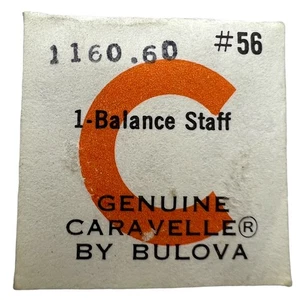 1160.60 #56
1-Balance Staff
GENUINE
CARAVELLE®
BY BULOVA